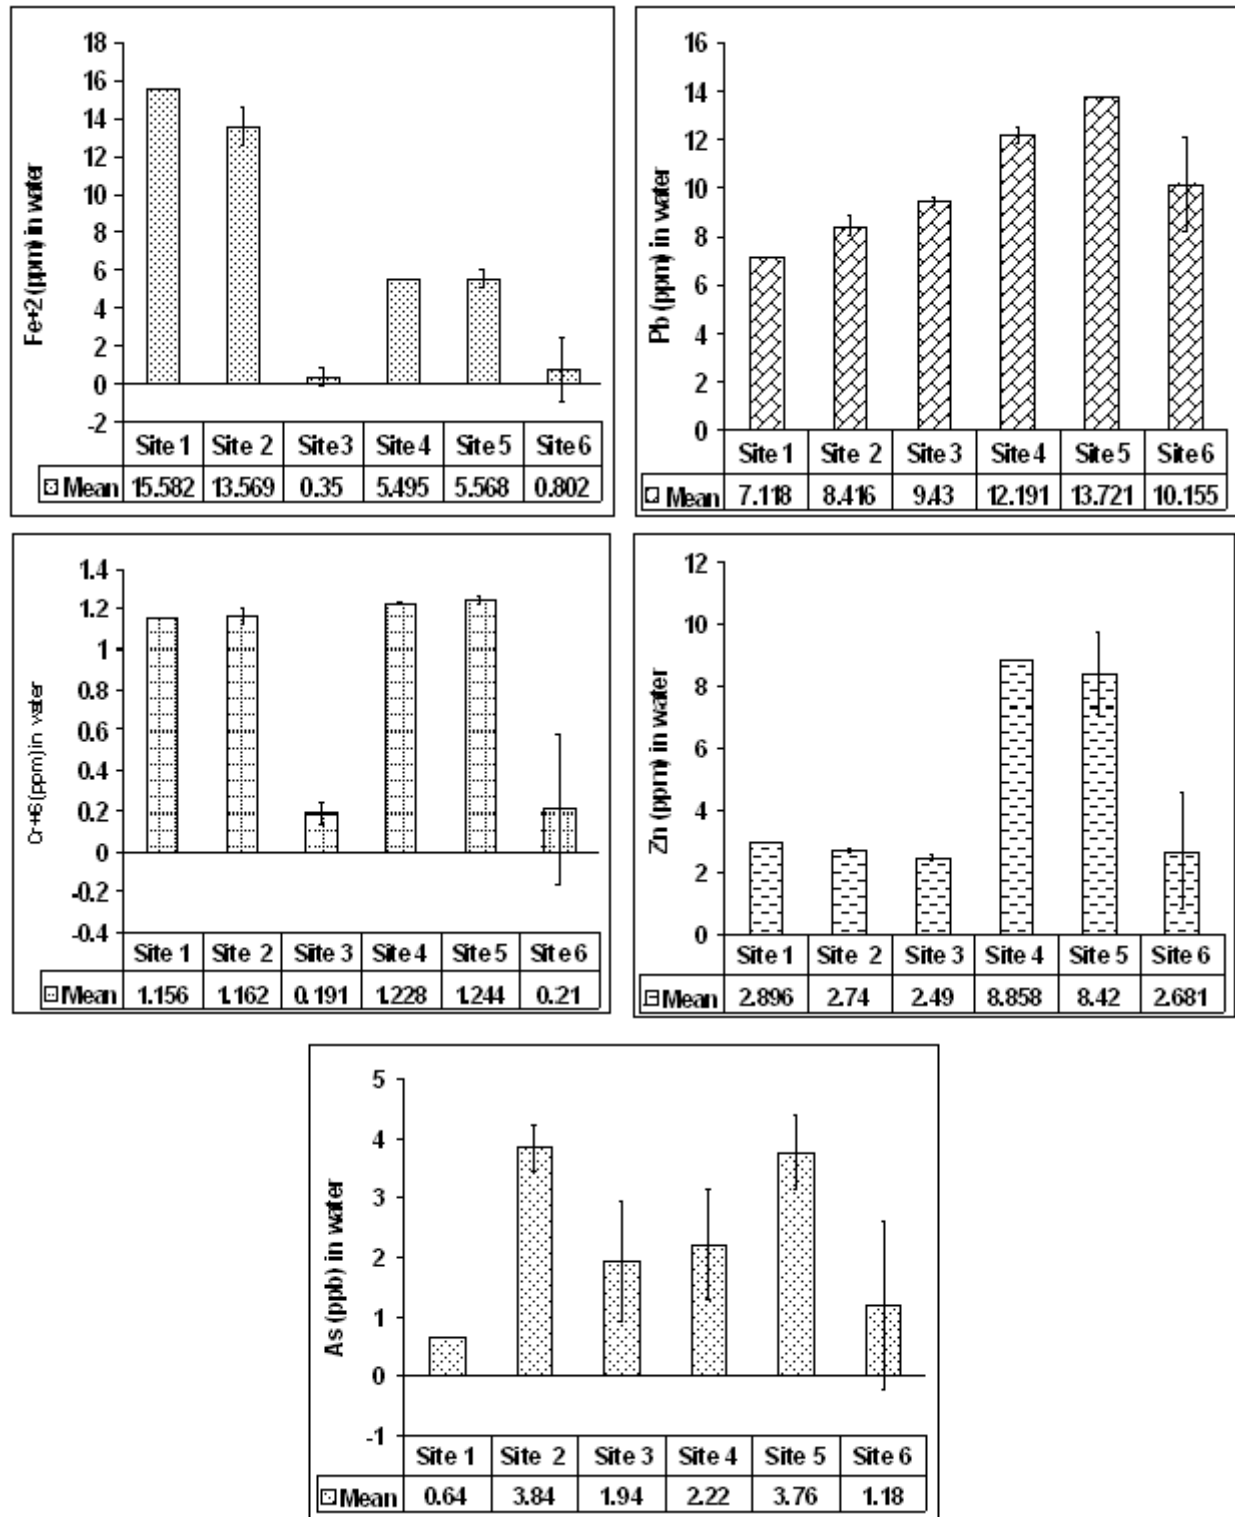 18
16
14
12
10
8
6
4
2
0
-2
Fe+2 (ppm) in water
Site 1 Site 2 Site 3 Site 4 Site 5 Site 6
Mean 15.582 13.569 0.35 5.495 5.568 0.802
16
14
12
10
8
6
4
2
0
Pb (ppm) in water
Site 1 Site 2 Site 3 Site 4 Site 5 Site 6
Mean 7.118 8.416 9.43 12.191 13.721 10.155
1.4
1.2
1
0.8
0.6
0.4
0.2
0
-0.2
-0.4
Cr+6 (ppm) in water
Site 1 Site 2 Site 3 Site 4 Site 5 Site 6
Mean 1.156 1.162 0.191 1.228 1.244 0.21
12
10
8
6
4
2
0
Zn (ppm) in water
Site 1 Site 2 Site 3 Site 4 Site 5 Site 6
Mean 2.896 2.74 2.49 8.858 8.42 2.681
5
4
3
2
1
0
-1
As (ppb) in water
Site 1 Site 2 Site 3 Site 4 Site 5 Site 6
Mean 0.64 3.84 1.94 2.22 3.76 1.18